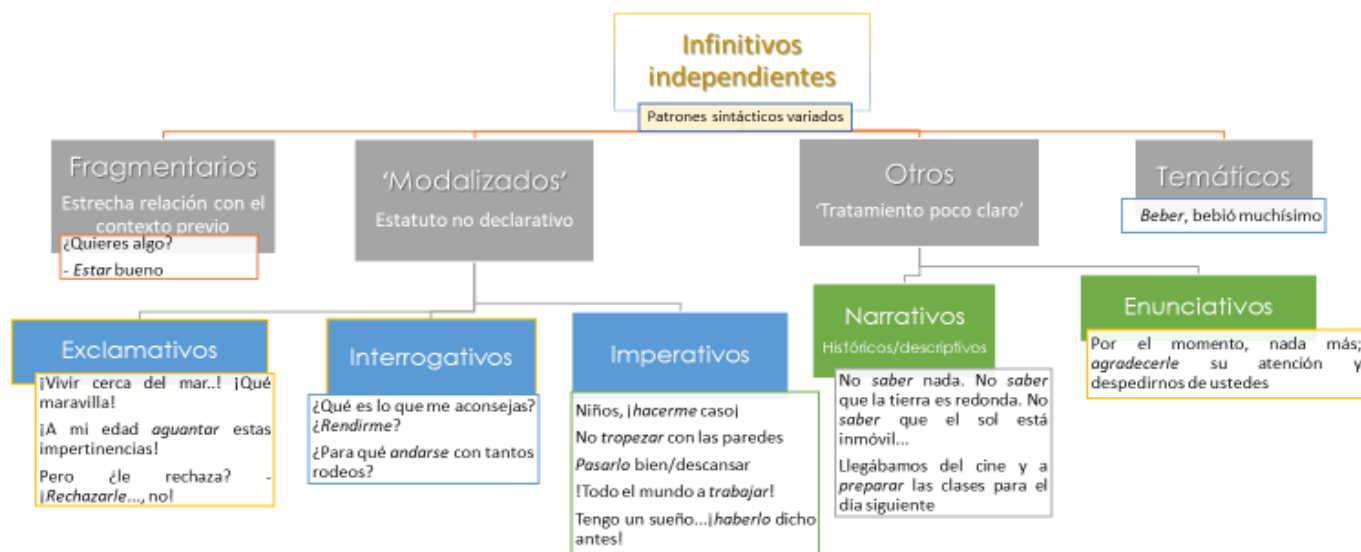 Infinitivos
independientes
Patrones sintácticos variados
Fragmentarios
Estrecha relación con el
contexto previo
¿Quieres algo?
- Estar bueno
'Modalizados'
Estatuto no declarativo
Otros
'Tratamiento poco claro'
Temáticos
Beber, bebió muchísimo
Exclamativos
¡Vivir cerca del mar..! ¡Qué
maravilla!
¡A mi edad aguantar estas
impertinencias!
Pero ¿le rechaza? -
¡Rechazarle..., no!
Interrogativos
¿Qué es lo que me aconsejas?
¿Rendirme?
¿Para qué andarse con tantos
rodeos?
Imperativos
Niños, ¡hacerme caso¡
No tropezar con las paredes
Pasarlo bien/descansar
!Todo el mundo a trabajar!
Tengo un sueño...¡haberlo dicho
antes!
Narrativos
Históricos/descriptivos
No saber nada. No saber
que la tierra es redonda. No
saber que el sol está
inmóvil...
Llegábamos del cine y a
preparar las clases para el
día siguiente
Enunciativos
Por el momento, nada más;
agradecerle su atención y
despedirnos de ustedes